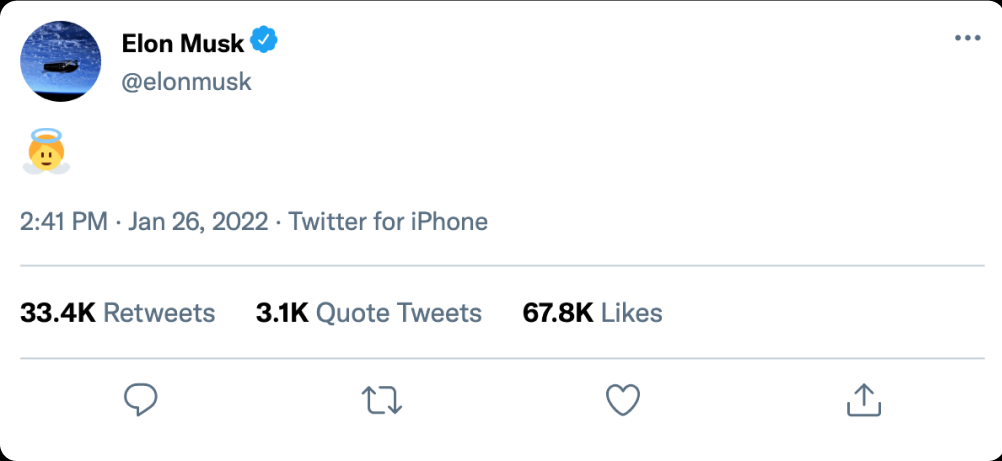 Elon Musk
@elonmusk
👼
2:41 PM · Jan 26, 2022 · Twitter for iPhone
33.4K Retweets 3.1K Quote Tweets 67.8K Likes